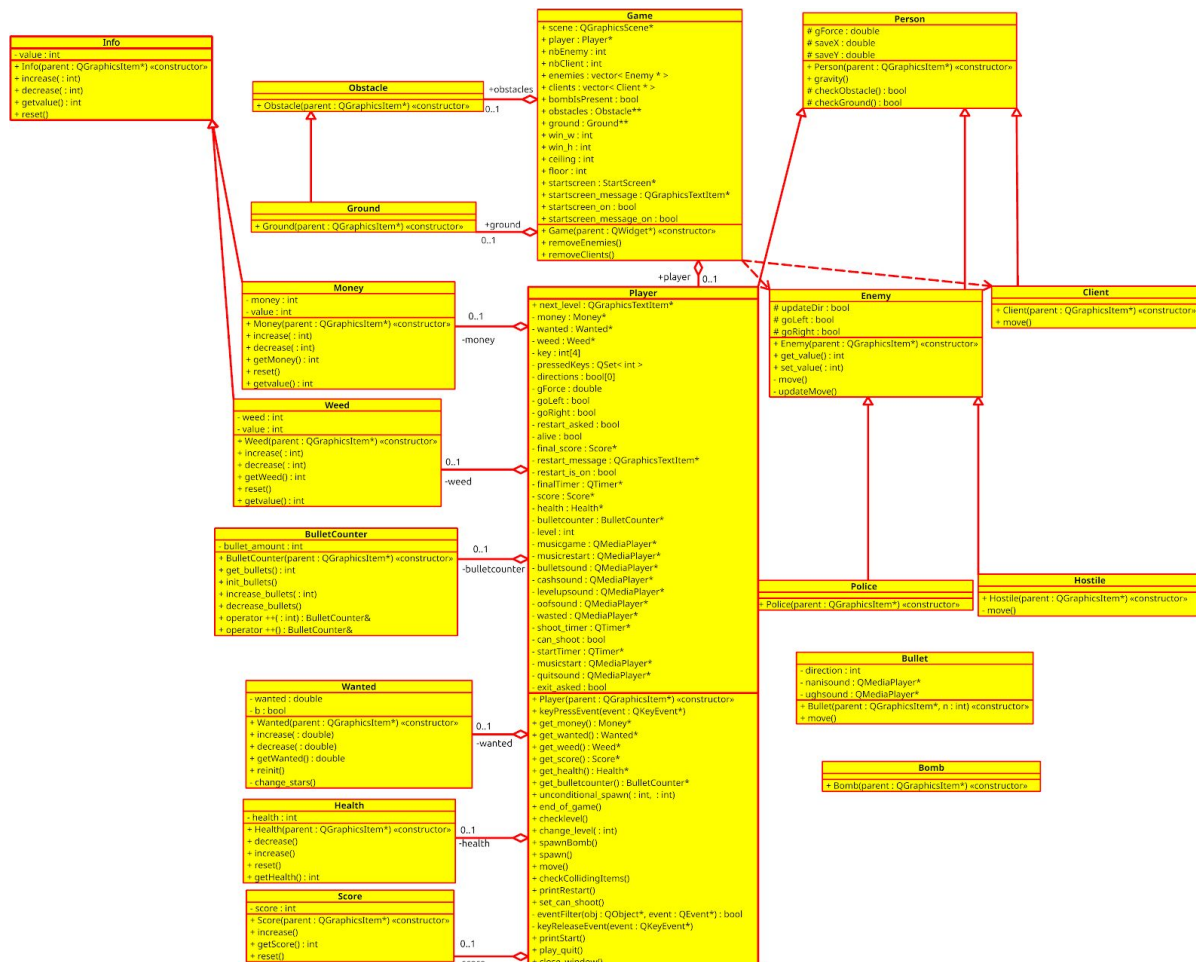 Info
- value : int
+ Info(parent : QGraphicsItem*) «constructor»
+ increase( : int)
+ decrease( : int)
+ getvalue() : int
+ reset()
Obstacle
+ Obstacle(parent : QGraphicsItem*) «constructor»
+obstacles
0..1
Game
+ scene : QGraphicsScene*
+ player : Player*
+ nbEnemy : int
+ nbClient : int
+ enemies : vector< Enemy * >
+ clients : vector< Client * >
+ bombIsPresent : bool
+ obstacles : Obstacle**
+ ground : Ground**
+ win_w : int
+ win_h : int
+ ceiling : int
+ floor : int
+ startscreen : StartScreen*
+ startscreen_message : QGraphicsTextItem*
+ startscreen_on : bool
+ startscreen_message_on : bool
+ Game(parent : QWidget*) «constructor»
+ removeEnemies()
+ removeClients()
Person
# gForce : double
# saveX : double
# saveY : double
+ Person(parent : QGraphicsItem*) «constructor»
+ gravity()
# checkObstacle() : bool
# checkGround() : bool
Ground
+ Ground(parent : QGraphicsItem*) «constructor»
+ground
0..1
+player
0..1
Money
- money : int
- value : int
+ Money(parent : QGraphicsItem*) «constructor»
+ increase( : int)
+ decrease( : int)
+ getMoney() : int
+ reset()
+ getvalue() : int
0..1
-money
Weed
- weed : int
- value : int
+ Weed(parent : QGraphicsItem*) «constructor»
+ increase( : int)
+ decrease( : int)
+ getWeed() : int
+ reset()
+ getvalue() : int
0..1
-weed
BulletCounter
- bullet_amount : int
+ BulletCounter(parent : QGraphicsItem*) «constructor»
+ get_bullets() : int
+ init_bullets()
+ increase_bullets( : int)
+ decrease_bullets()
+ operator ++( : int) : BulletCounter&
+ operator ++() : BulletCounter&
0..1
-bulletcounter
Wanted
- wanted : double
- b : bool
+ Wanted(parent : QGraphicsItem*) «constructor»
+ increase( : double)
+ decrease( : double)
+ getWanted() : double
+ reinit()
- change_stars()
0..1
-wanted
Health
- health : int
+ Health(parent : QGraphicsItem*) «constructor»
+ decrease()
+ increase()
+ reset()
+ getHealth() : int
0..1
-health
Score
- score : int
+ Score(parent : QGraphicsItem*) «constructor»
+ increase()
+ getScore() : int
+ reset()
0..1
Player
+ next_level : QGraphicsTextItem*
- money : Money*
- wanted : Wanted*
- weed : Weed*
- key : int[4]
- pressedKeys : QSet< int >
- directions : bool[0]
- gForce : double
- goLeft : bool
- goRight : bool
- restart_asked : bool
- alive : bool
- final_score : Score*
- restart_message : QGraphicsTextItem*
- restart_is_on : bool
- finalTimer : QTimer*
- score : Score*
- health : Health*
- bulletcounter : BulletCounter*
- level : int
- musicgame : QMediaPlayer*
- musicrestart : QMediaPlayer*
- bulletsound : QMediaPlayer*
- cashsound : QMediaPlayer*
- levelupsound : QMediaPlayer*
- oofsound : QMediaPlayer*
- wasted : QMediaPlayer*
- shoot_timer : QTimer*
- can_shoot : bool
- startTimer : QTimer*
- musicstart : QMediaPlayer*
- quitsound : QMediaPlayer*
- exit_asked : bool
+ Player(parent : QGraphicsItem*) «constructor»
+ keyPressEvent(event : QKeyEvent*)
+ get_money() : Money*
+ get_wanted() : Wanted*
+ get_weed() : Weed*
+ get_score() : Score*
+ get_health() : Health*
+ get_bulletcounter() : BulletCounter*
+ unconditional_spawn( : int, : int)
+ end_of_game()
+ checklevel()
+ change_level( : int)
+ spawnBomb()
+ spawn()
+ move()
+ checkCollidingItems()
+ printRestart()
+ set_can_shoot()
- eventFilter(obj : QObject*, event : QEvent*) : bool
- keyReleaseEvent(event : QKeyEvent*)
+ printStart()
+ play_quit()
Enemy
# updateDir : bool
# goLeft : bool
# goRight : bool
+ Enemy(parent : QGraphicsItem*) «constructor»
+ get_value() : int
+ set_value( : int)
- move()
- updateMove()
Client
+ Client(parent : QGraphicsItem*) «constructor»
+ move()
Police
+ Police(parent : QGraphicsItem*) «constructor»
Hostile
+ Hostile(parent : QGraphicsItem*) «constructor»
- move()
Bullet
- direction : int
- nanisound : QMediaPlayer*
- ughsound : QMediaPlayer*
+ Bullet(parent : QGraphicsItem*, n : int) «constructor»
+ move()
Bomb
+ Bomb(parent : QGraphicsItem*) «constructor»